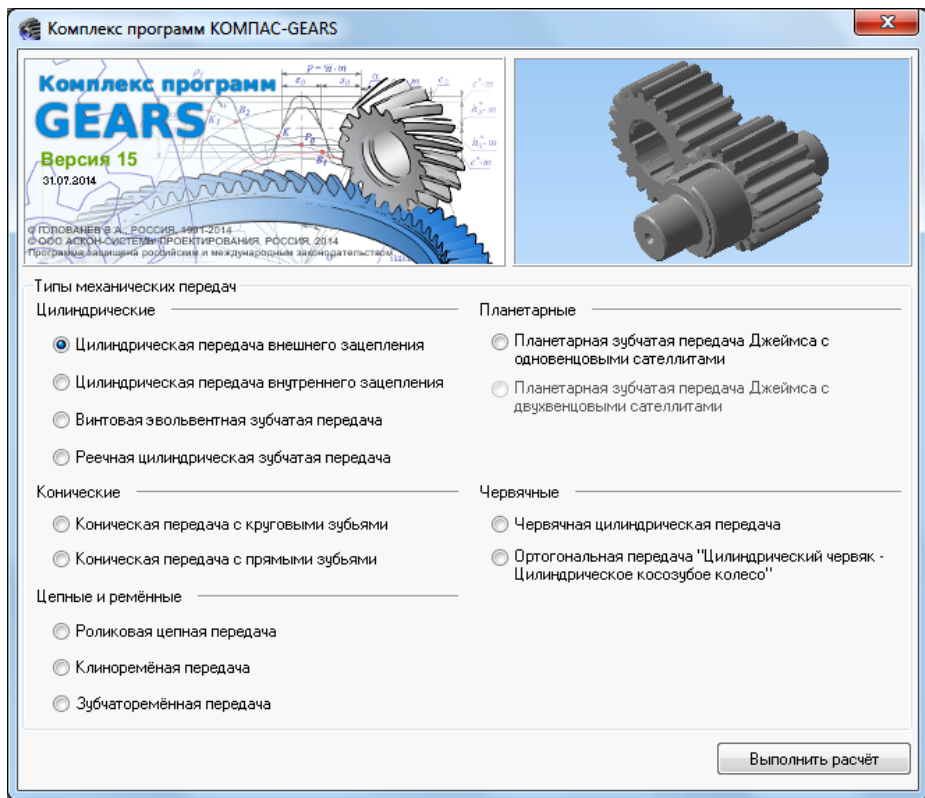 Комплекс программ КОМПАС-GEARS
Комплекс программ
GEARS
Версия 15
31.07.2014
© ГОЛОВАНЁВ В.А., РОССИЯ, 1991-2014
© ООО АСКОН-СИСТЕМЫ ПРОЕКТИРОВАНИЯ, РОССИЯ, 2014
Программа защищена российским и международным законодательством
Типы механических передач
Цилиндрические
Цилиндрическая передача внешнего зацепления
Цилиндрическая передача внутреннего зацепления
Винтовая эвольвентная зубчатая передача
Реечная цилиндрическая зубчатая передача
Конические
Коническая передача с круговыми зубьями
Коническая передача с прямыми зубьями
Цепные и ремённые
Роликовая цепная передача
Клиноремёная передача
Зубчаторемённая передача
Планетарные
Планетарная зубчатая передача Джеймса с
одновенцовыми сателлитами
Планетарная зубчатая передача Джеймса с
двухвенцовыми сателлитами
Червячные
Червячная цилиндрическая передача
Ортогональная передача "Цилиндрический червяк -
Цилиндрическое косозубое колесо"
Выполнить расчёт